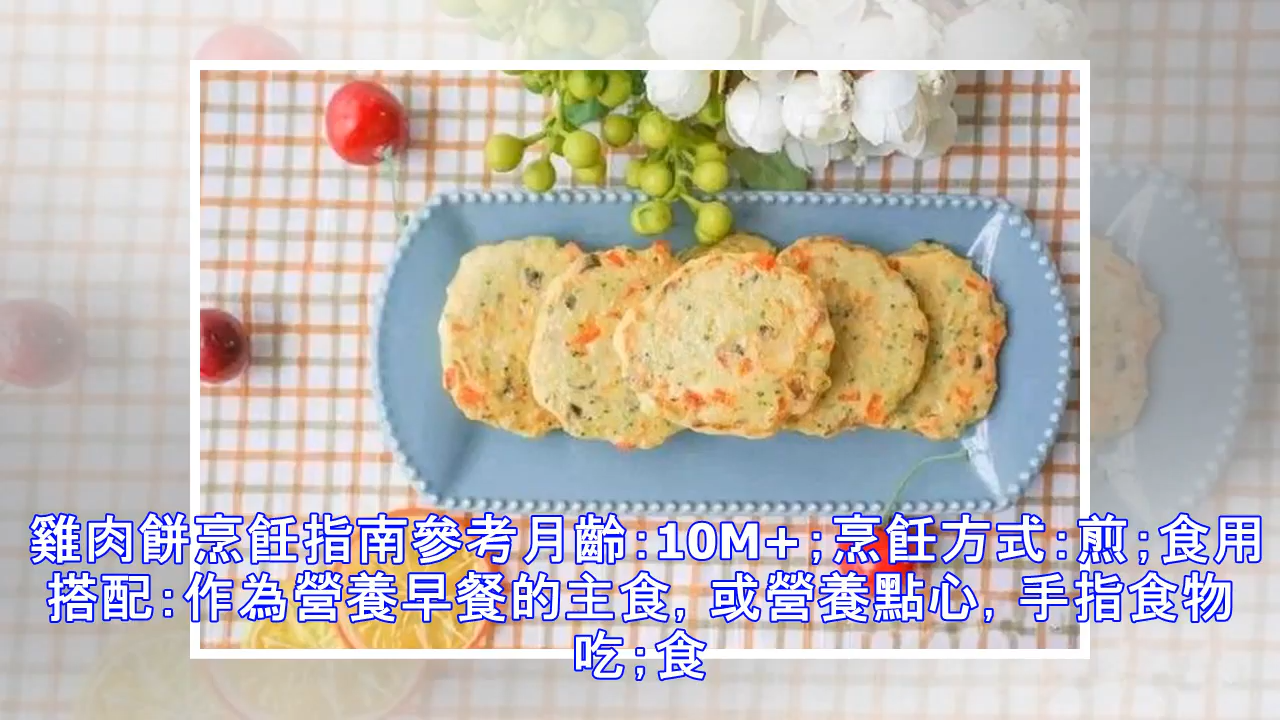 雞肉餅烹飪指南參考月齡:10M+;烹飪方式:煎;食用
搭配:作為營養早餐的主食, 或營養點心, 手指食物
吃;食